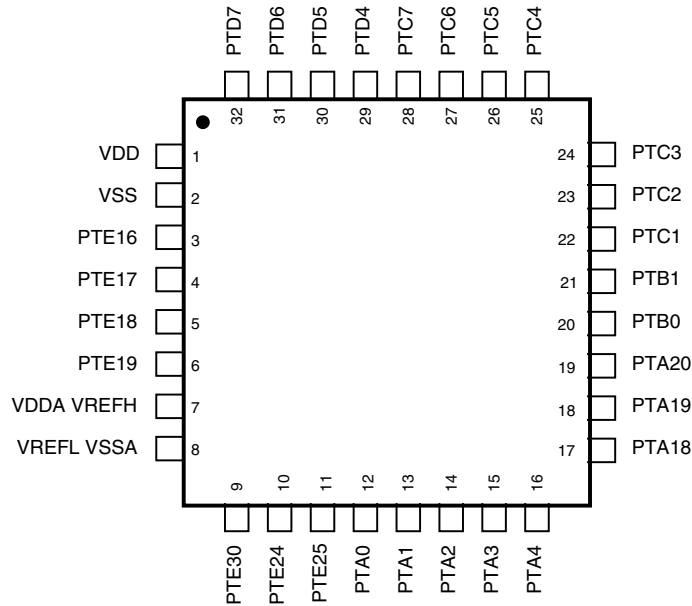 PTD7 PTD6 PTD5 PTD4 PTC7 PTC6 PTC5 PTC4
32 31 30 29 28 27 26 25
VDD 1 24 PTC3
VSS 2 23 PTC2
PTE16 3 22 PTC1
PTE17 4 21 PTB1
PTE18 5 20 PTB0
PTE19 6 19 PTA20
VDDA VREFH 7 18 PTA19
VREFL VSSA 8 17 PTA18
9 10 11 12 13 14 15 16
PTE30 PTE24 PTE25 PTA0 PTA1 PTA2 PTA3 PTA4